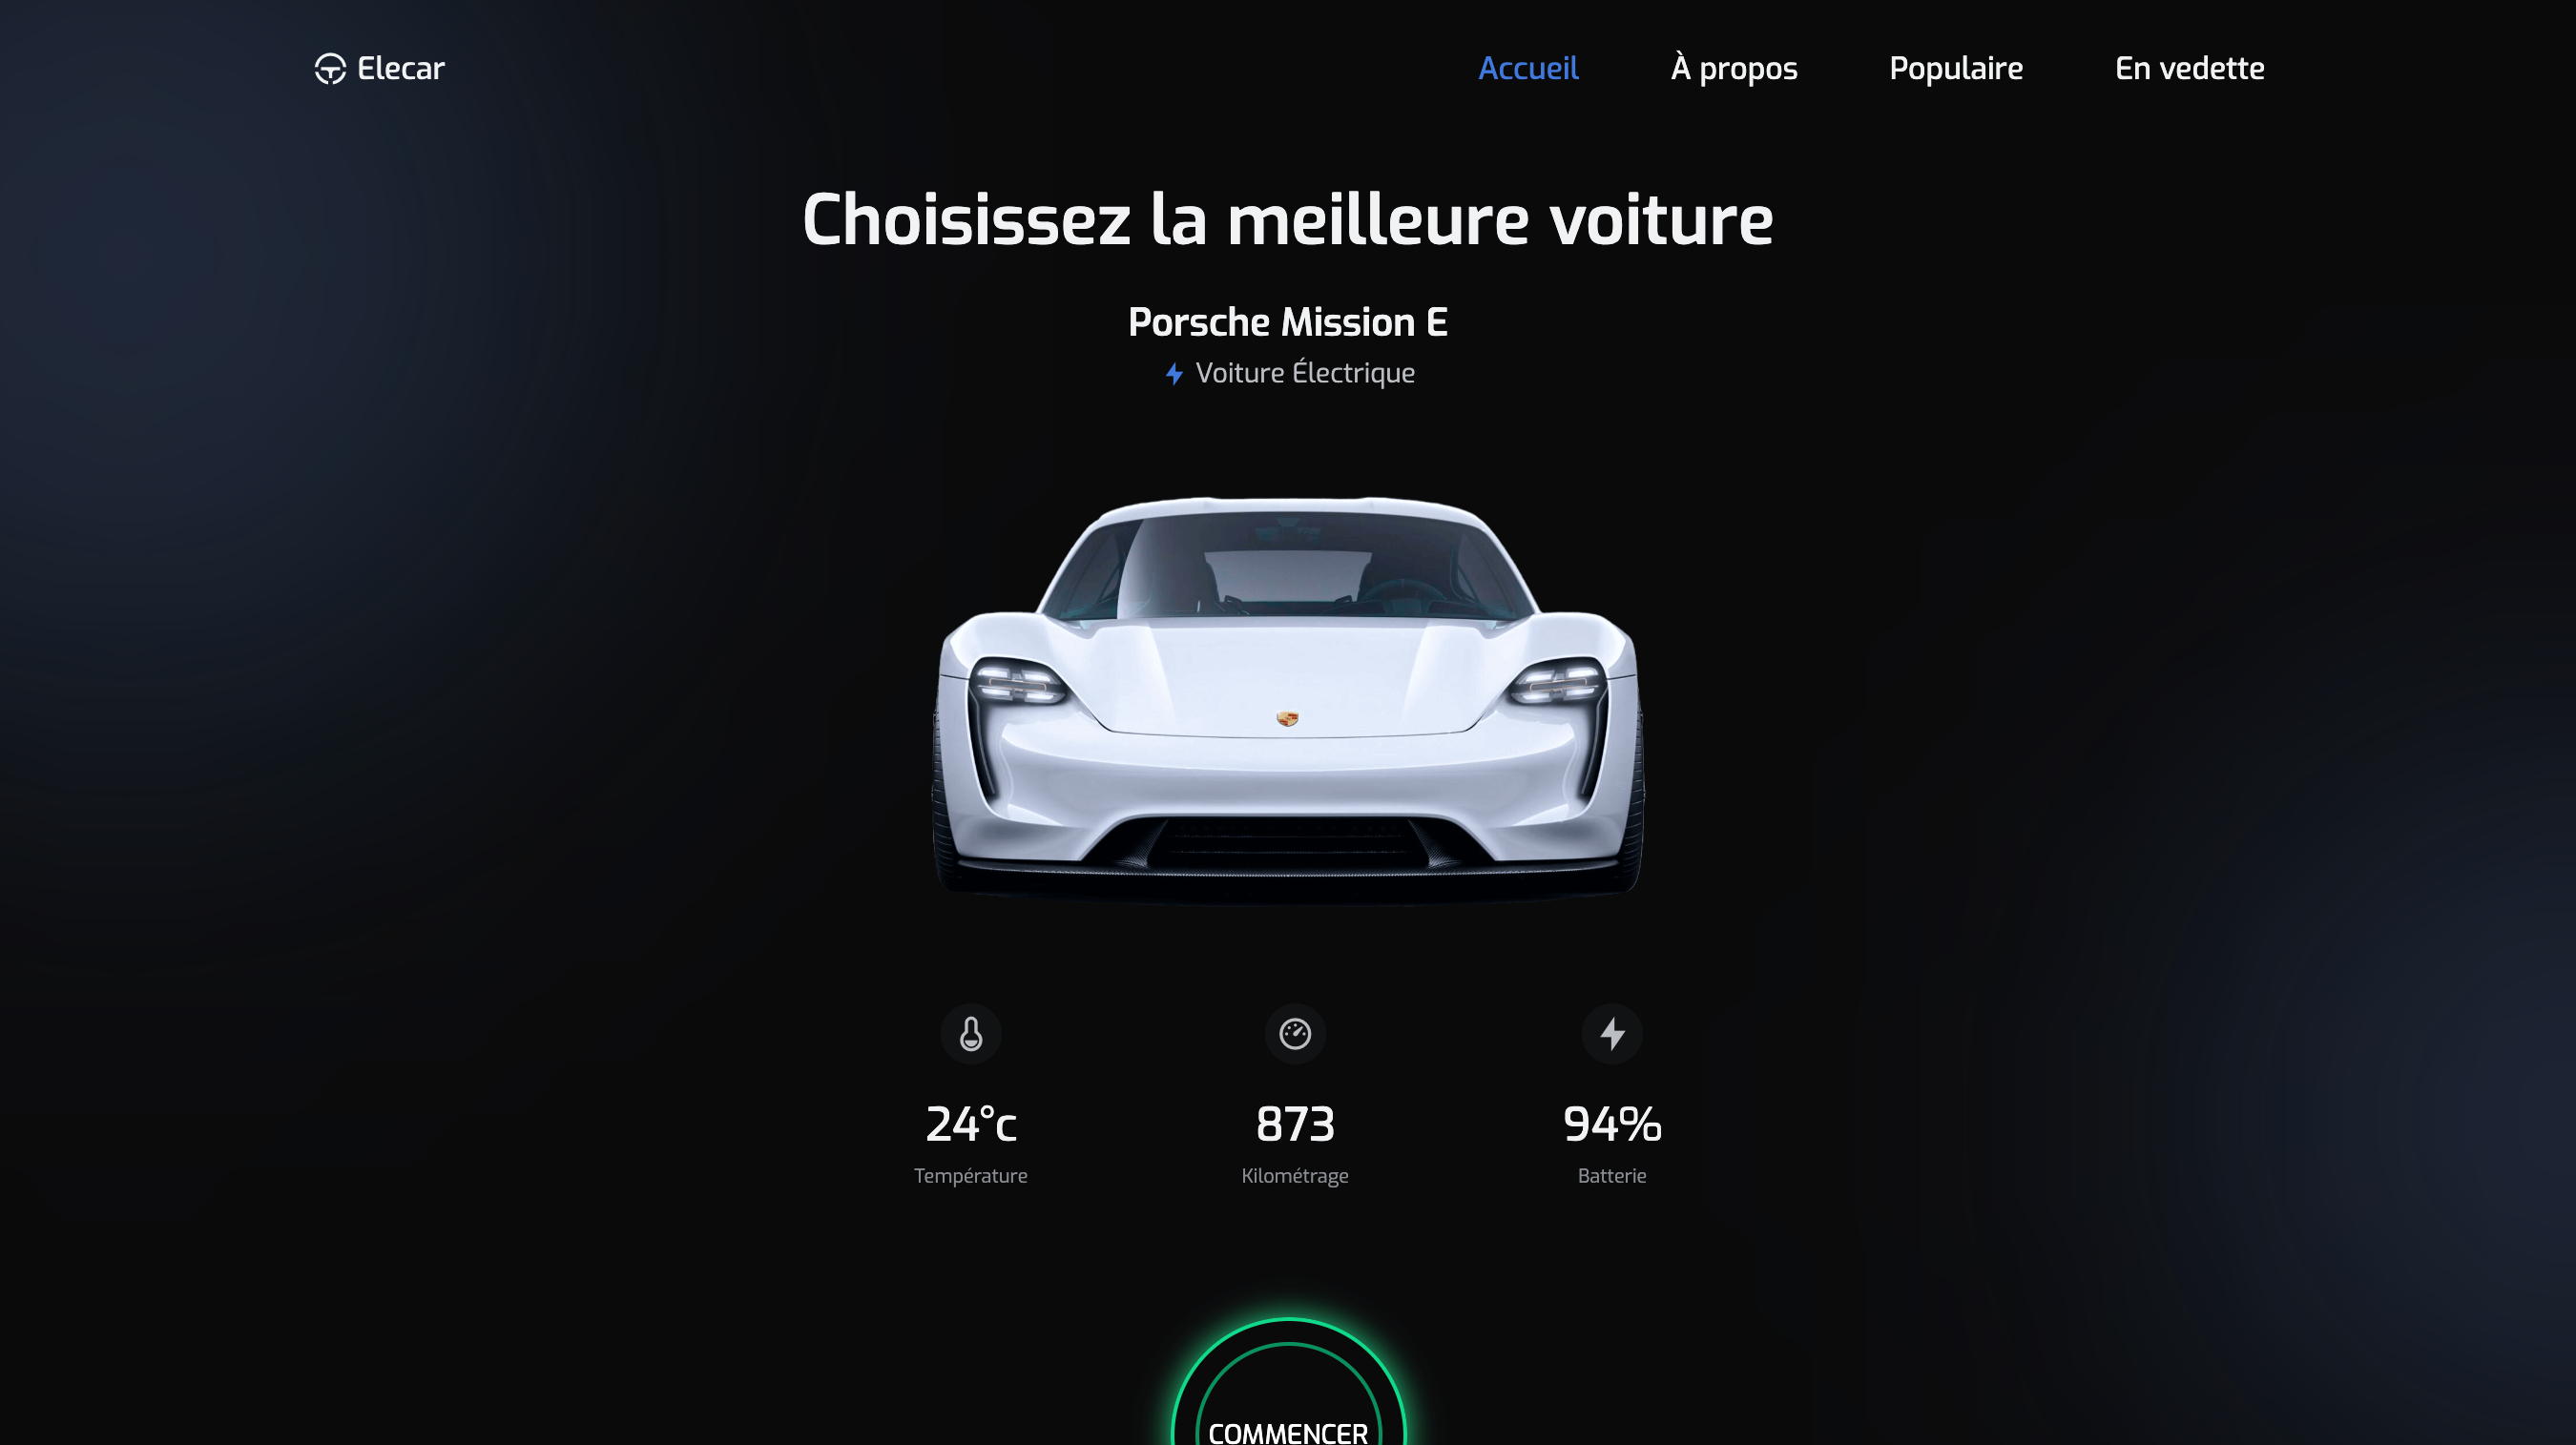 Elecar
Accueil
À propos
Populaire
En vedette
Choisissez la meilleure voiture
Porsche Mission E
Voiture Électrique
24°c
873
94%
Température
Kilométrage
Batterie
COMMENCER